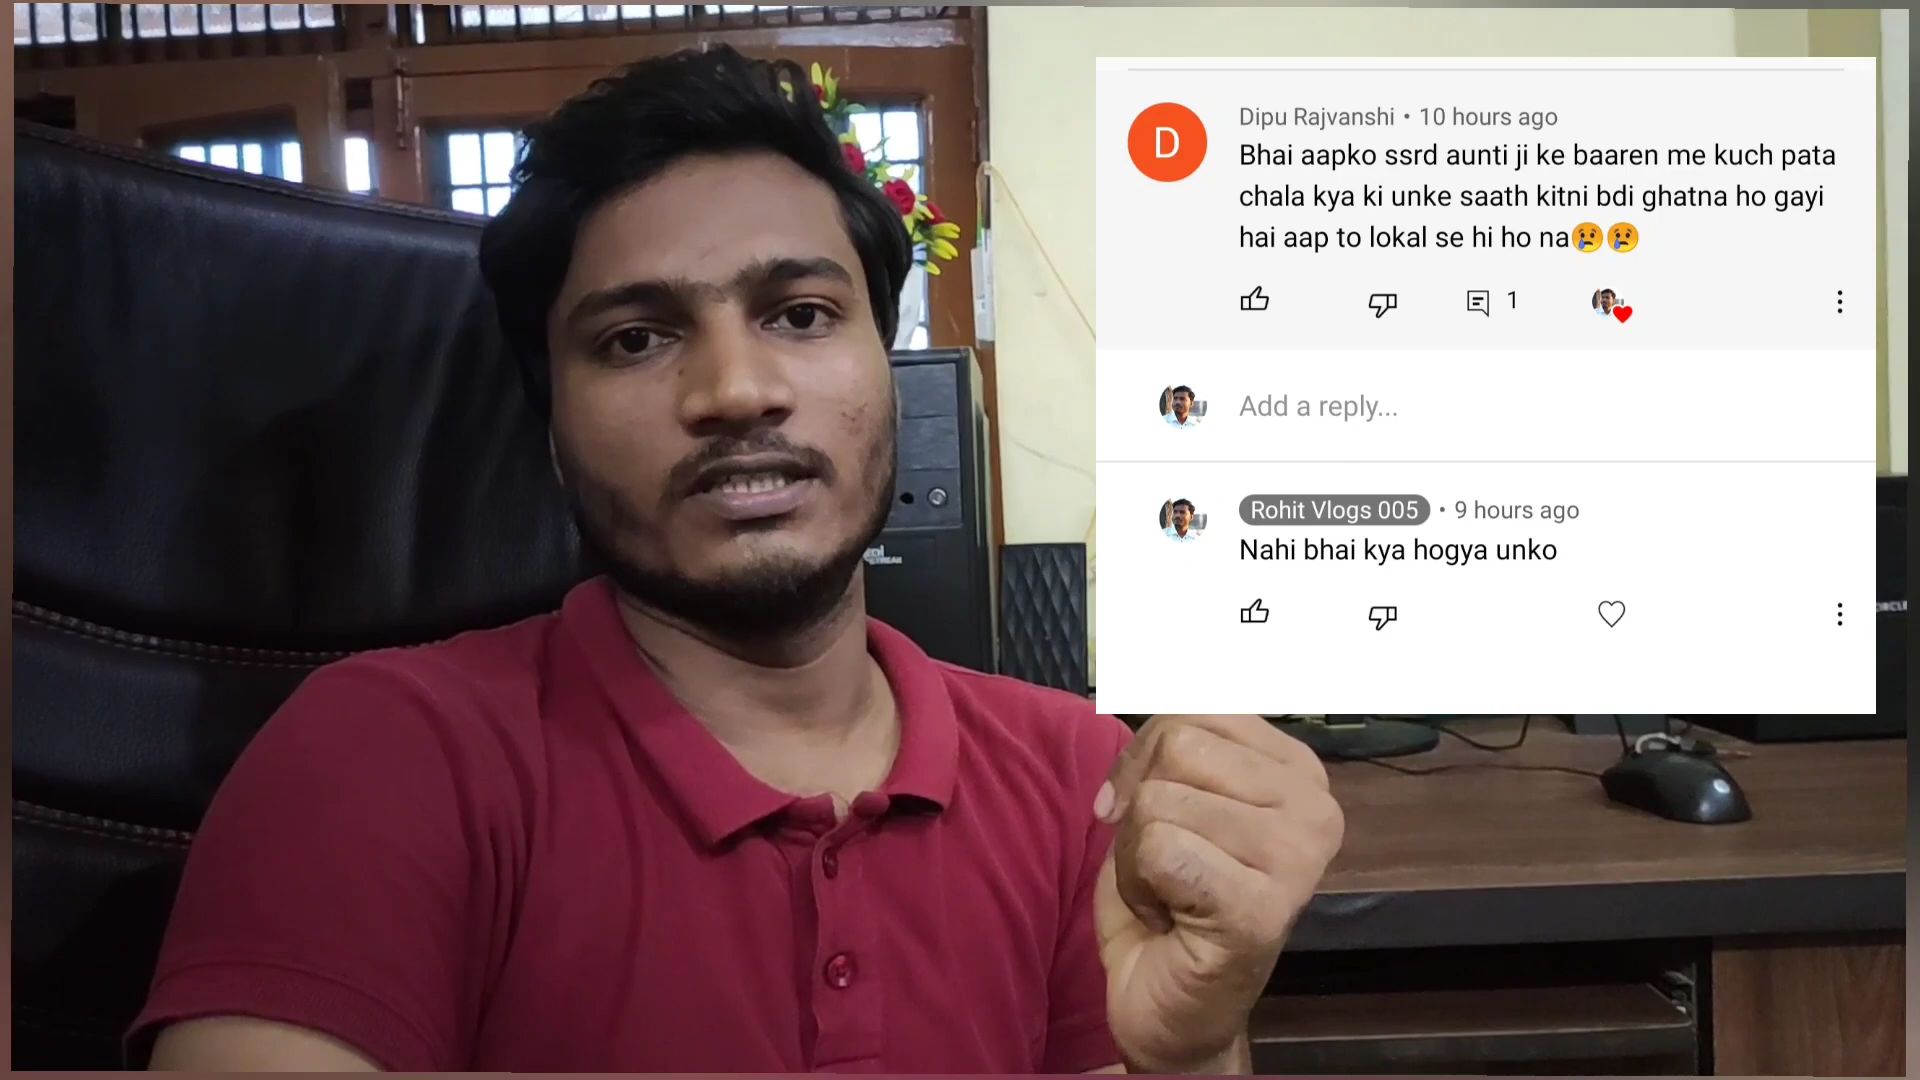 D
Dipu Rajvanshi • 10 hours ago
Bhai aapko ssrd aunti ji ke baaren me kuch pata
chala kya ki unke saath kitni bdi ghatna ho gayi
hai aap to lokal se hi ho na😢😢
1
Add a reply...
Rohit Vlogs 005 • 9 hours ago
Nahi bhai kya hogya unko